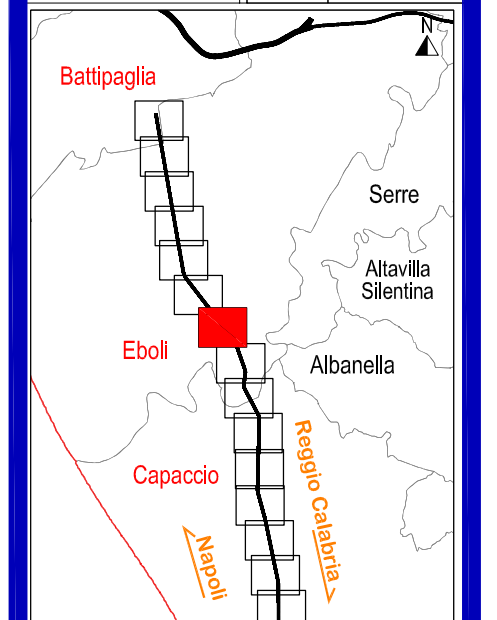 N
Battipaglia
Serre
Altavilla
Silentina
Eboli
Albanella
Capaccio
Reggio Calabria
Napoli